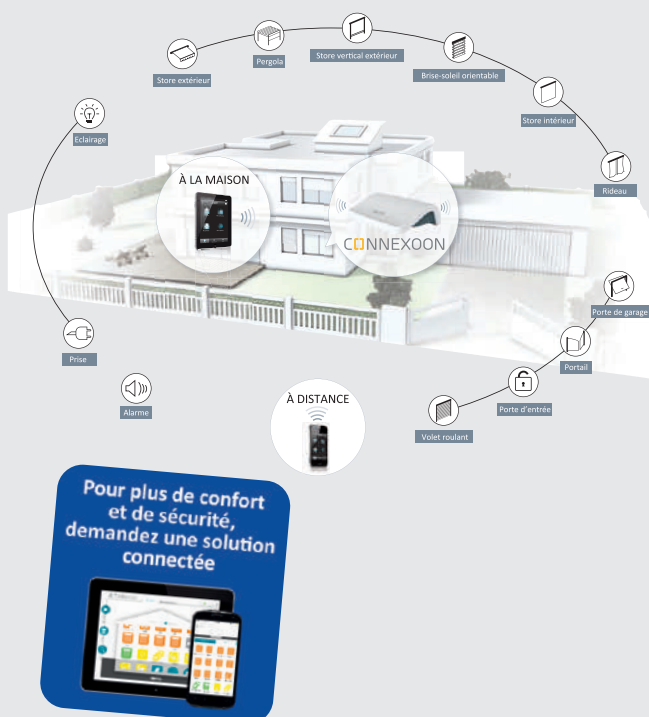 Store extérieur
Pergola
Store vertical extérieur
Brise-soleil orientable
Store intérieur
Rideau
Eclairage
À LA MAISON
CONNEXOON
Porte de garage
Portail
Porte d'entrée
Volet roulant
Prise
Alarme
À DISTANCE
Pour plus de confort
et de sécurité,
demandez une solution
connectée